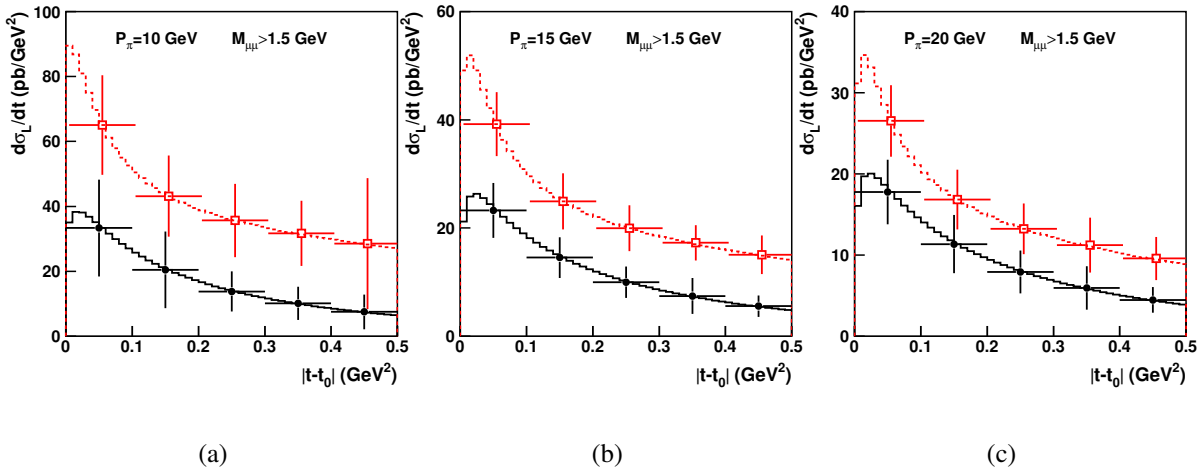 dσ_L/dt (pb/GeV²)
100
80
60
40
20
0
P_π=10 GeV M_μμ>1.5 GeV
0 0.1 0.2 0.3 0.4 0.5
|t-t₀| (GeV²)
(a)
dσ_L/dt (pb/GeV²)
60
40
20
0
P_π=15 GeV M_μμ>1.5 GeV
0 0.1 0.2 0.3 0.4 0.5
|t-t₀| (GeV²)
(b)
dσ_L/dt (pb/GeV²)
40
30
20
10
0
P_π=20 GeV M_μμ>1.5 GeV
0 0.1 0.2 0.3 0.4 0.5
|t-t₀| (GeV²)
(c)